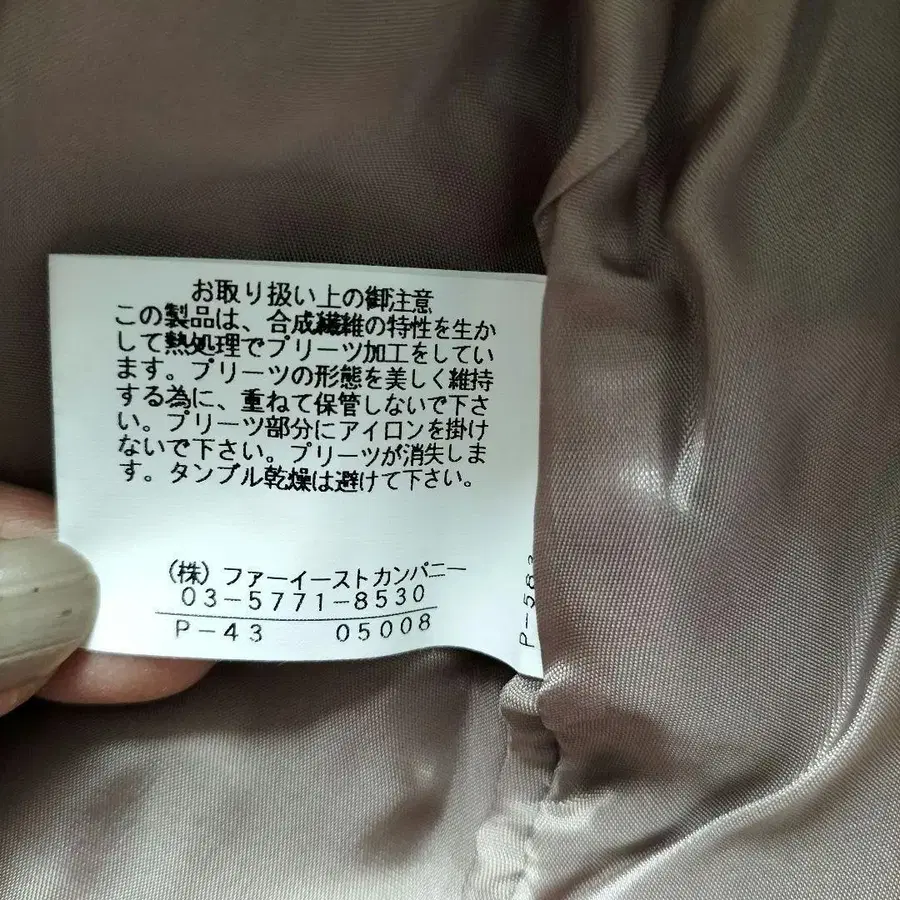 お取り扱い上の御注意
この製品は、合成繊維の特性を生か
して熱処理でプリーツ加工をしてい
ます。プリーツの形態を美しく維持
する為に、重ねて保管しないで下さ
い。プリーツ部分にアイロンを掛け
ないで下さい。プリーツが消失しま
す。タンブル乾燥は避けて下さい。
(株)ファーイーストカンパニー
03-5771-8530
P-43 05008